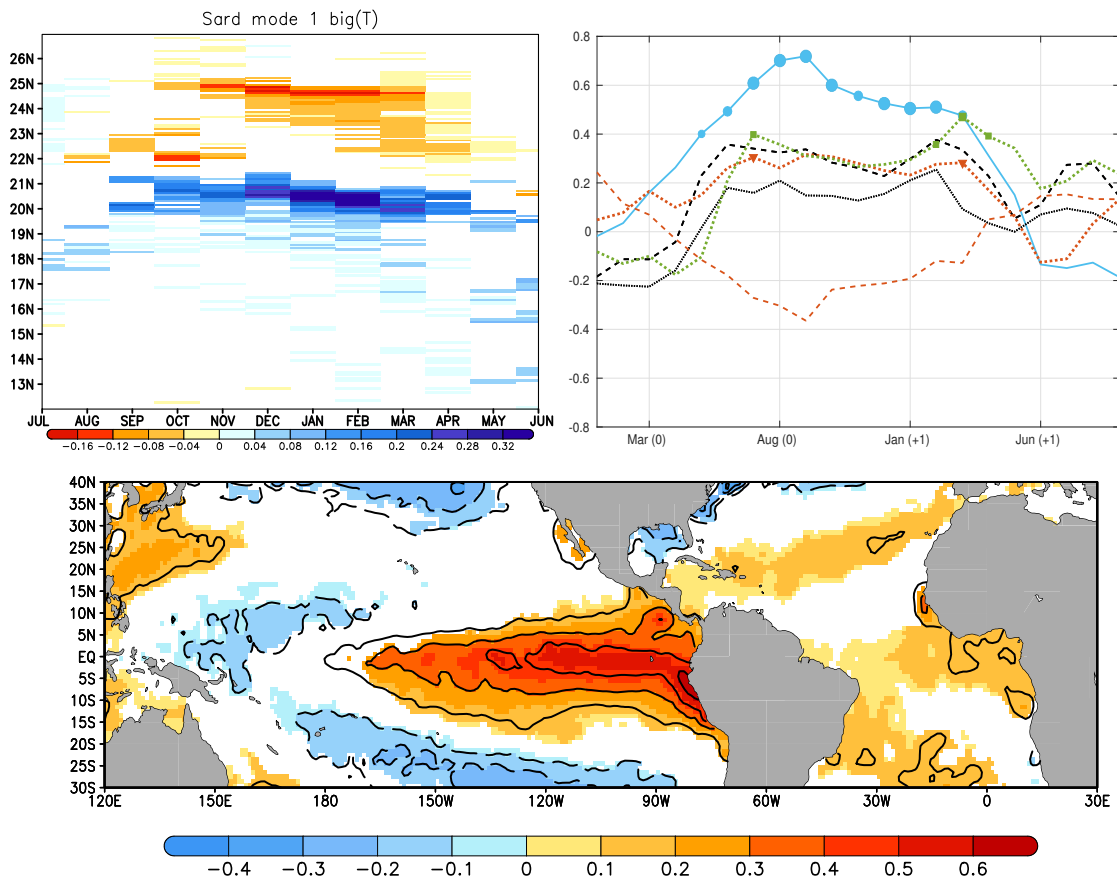 Sard mode 1 big(T)
26N
25N
24N
23N
22N
21N
20N
19N
18N
17N
16N
15N
14N
13N
JUL AUG SEP OCT NOV DEC JAN FEB MAR APR MAY JUN
-0.16 -0.12 -0.08 -0.04 0 0.04 0.08 0.12 0.16 0.2 0.24 0.28 0.32
0.8
0.6
0.4
0.2
0
-0.2
-0.4
-0.6
-0.8
Mar (0) Aug (0) Jan (+1) Jun (+1)
40N
35N
30N
25N
20N
15N
10N
5N
EQ
5S
10S
15S
20S
25S
30S
120E 150E 180 150W 120W 90W 60W 30W 0 30E
-0.4 -0.3 -0.2 -0.1 0 0.1 0.2 0.3 0.4 0.5 0.6